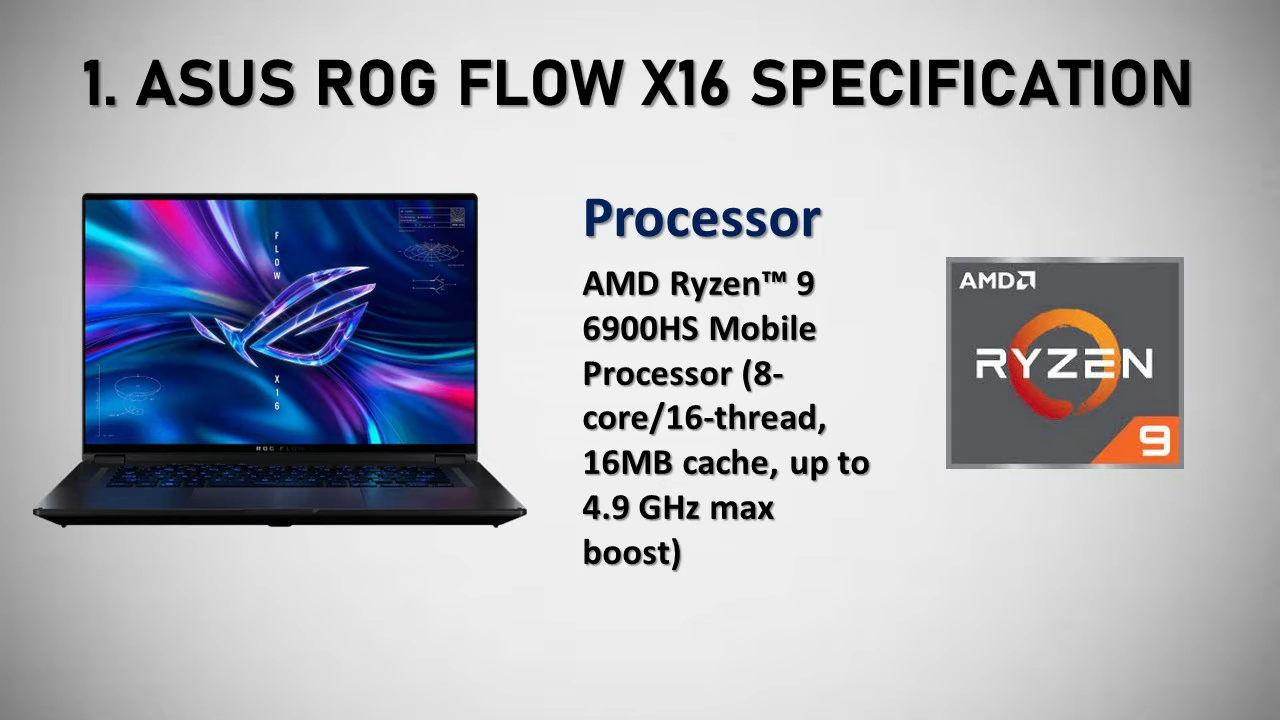 1. ASUS ROG FLOW X16 SPECIFICATION
FLOW
X16
ROG FLOW
Processor
AMD Ryzen™ 9
6900HS Mobile
Processor (8-
core/16-thread,
16MB cache, up to
4.9 GHz max
boost)
AMD
RYZEN
9